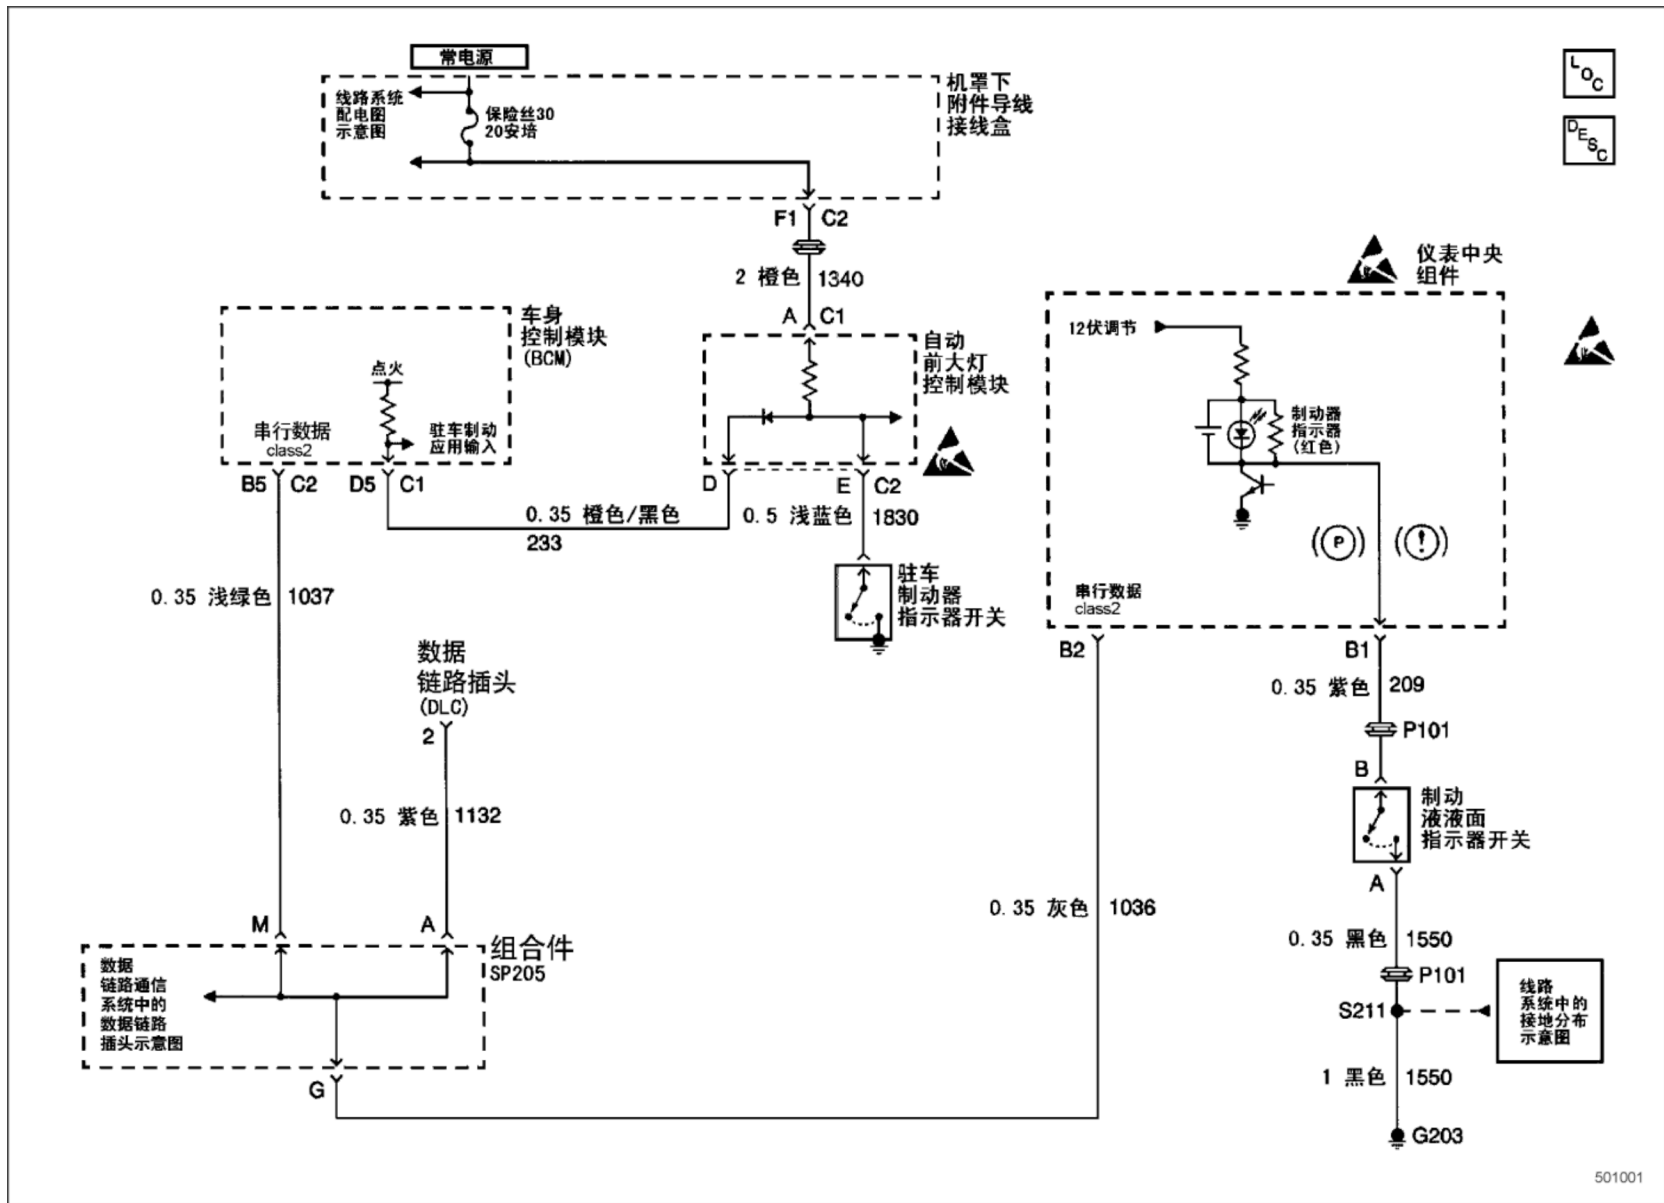 常电源
线路系统
配电图
示意图
保险丝30
20安培
机罩下
附件导线
接线盒
LOC
DESC
F1 C2
2 橙色 1340
A C1
车身
控制模块
(BCM)
点火
串行数据
class2
驻车制动
应用输入
B5 C2 D5 C1
自动
前大灯
控制模块
D E C2
0.35 橙色/黑色
233
0.5 浅蓝色 1830
驻车
制动器
指示器开关
仪表中央
组件
12伏调节
制动器
指示器
(红色)
(P) (!)
串行数据
class2
B2 B1
0.35 浅绿色 1037
数据
链路插头
(DLC)
2
0.35 紫色 1132
0.35 紫色 209
P101
B
制动
液液面
指示器开关
A
0.35 灰色 1036
0.35 黑色 1550
P101
S211
线路
系统中的
接地分布
示意图
1 黑色 1550
G203
M A
组合件
SP205
数据
链路通信
系统中的
数据链路
插头示意图
G
501001